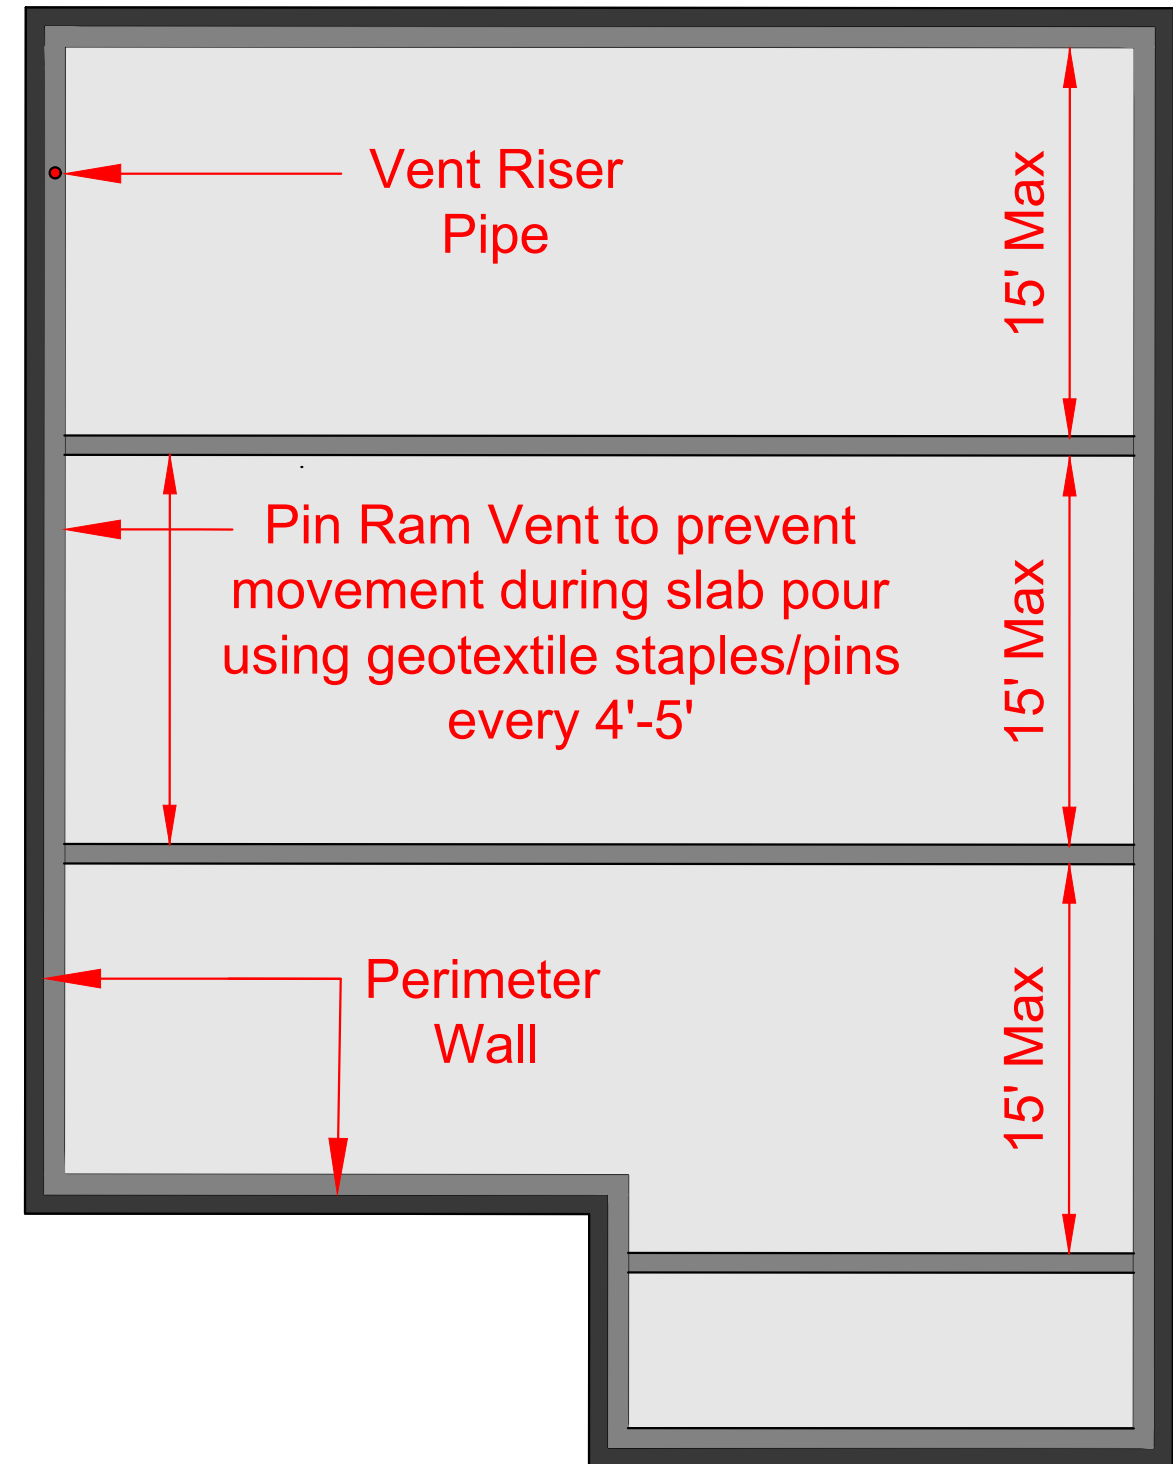 Vent Riser
Pipe
15' Max
Pin Ram Vent to prevent
movement during slab pour
using geotextile staples/pins
every 4'-5'
15' Max
Perimeter
Wall
15' Max